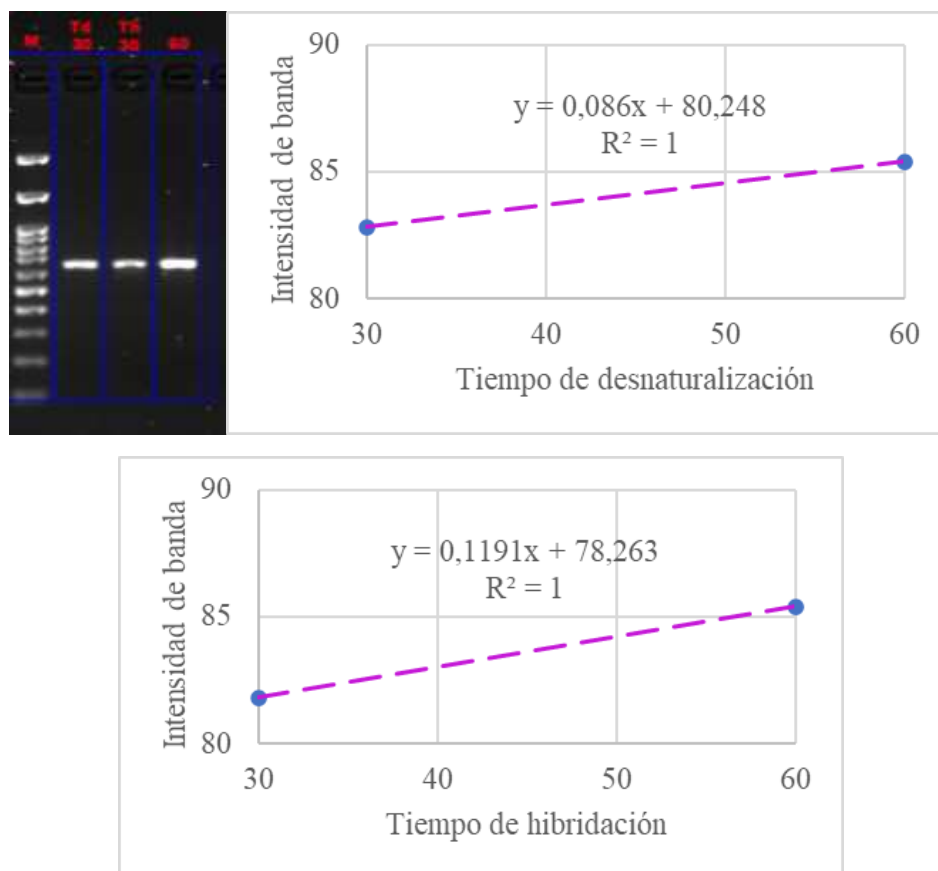 M Td Th
30 30 60
90
85
80
Intensidad de banda
y = 0,086x + 80,248
R² = 1
30 40 50 60
Tiempo de desnaturalización
90
85
80
Intensidad de banda
y = 0,1191x + 78,263
R² = 1
30 40 50 60
Tiempo de hibridación